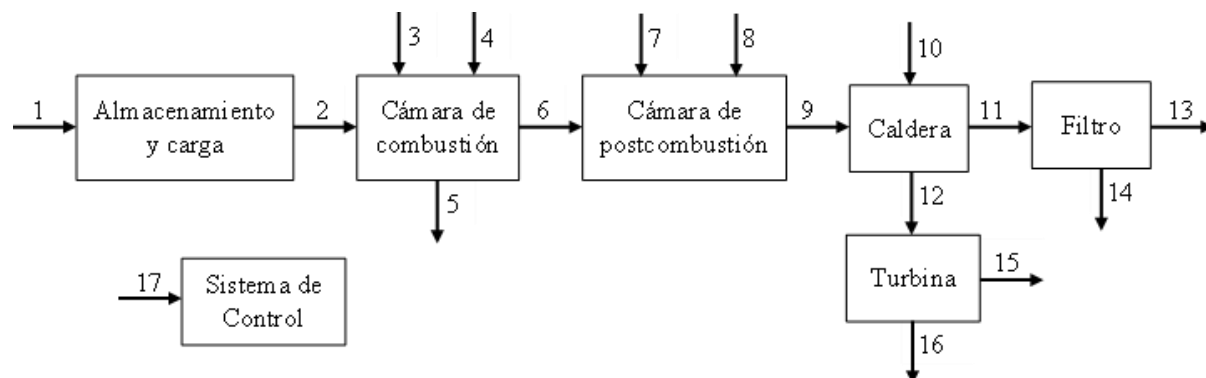 3
4
7
8
10
1
Almacenamiento
y carga
2
Cámara de
combustión
6
Cámara de
postcombustión
9
Caldera
11
Filtro
13
5
12
14
17
Sistema de
Control
Turbina
15
16